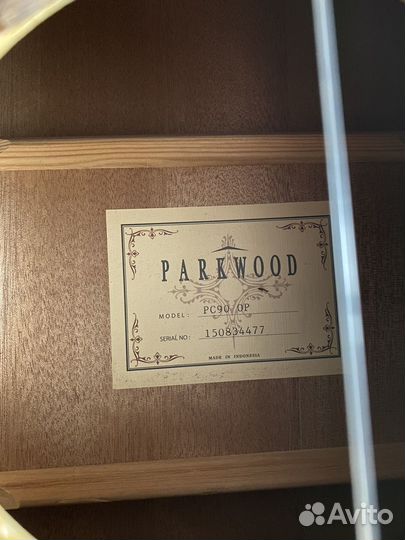 PARKWOOD
MODEL: PC90 OP
SERIAL NO: 150834477
MADE IN INDONESIA
Avito